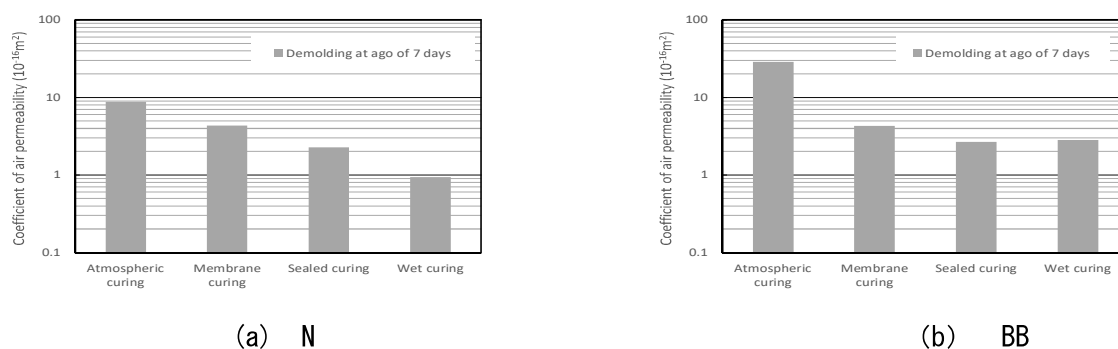 100
10
1
0.1
Coefficient of air permeability (10⁻¹⁶m²)
Demolding at ago of 7 days
Atmospheric curing
Membrane curing
Sealed curing
Wet curing
(a) N
100
10
1
0.1
Coefficient of air permeability (10⁻¹⁶m²)
Demolding at ago of 7 days
Atmospheric curing
Membrane curing
Sealed curing
Wet curing
(b) BB